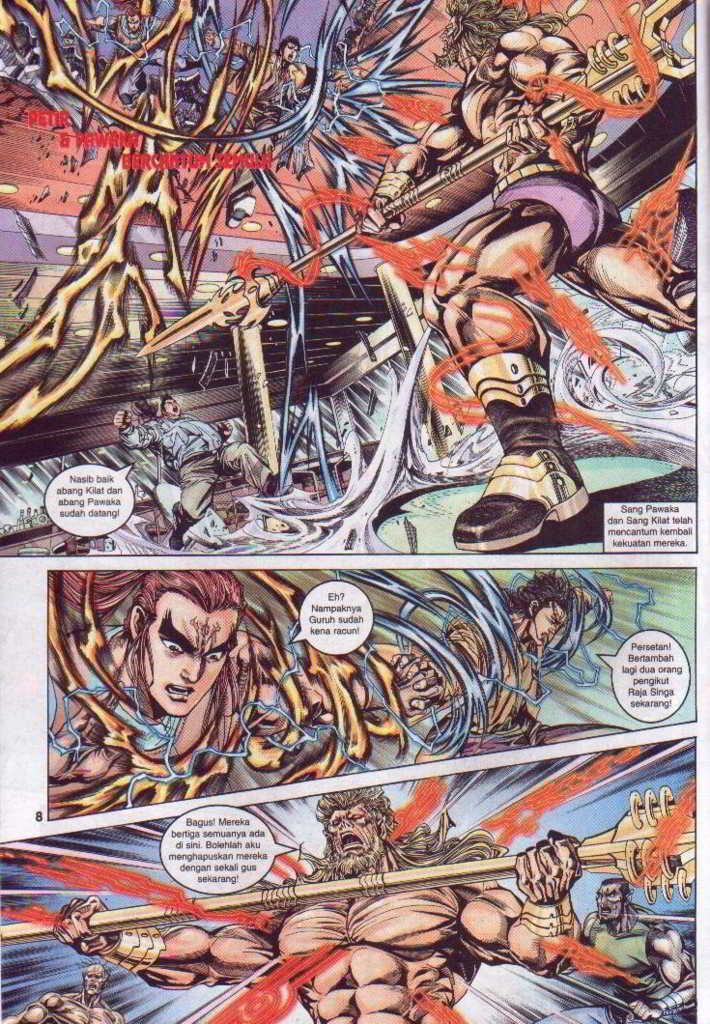 PETIR
& PAWANA
BERCANTUM SEMULA
Nasib baik
abang Kilat dan
abang Pawaka
sudah datang!
Sang Pawaka
dan Sang Kilat telah
mencantum kembali
kekuatan mereka.
Eh?
Nampaknya
Guruh sudah
kena racun!
Persetan!
Bertambah
lagi dua orang
pengikut
Raja Singa
sekarang!
8
Bagus! Mereka
bertiga semuanya ada
di sini. Bolehlah aku
menghapuskan mereka
dengan sekali gus
sekarang!